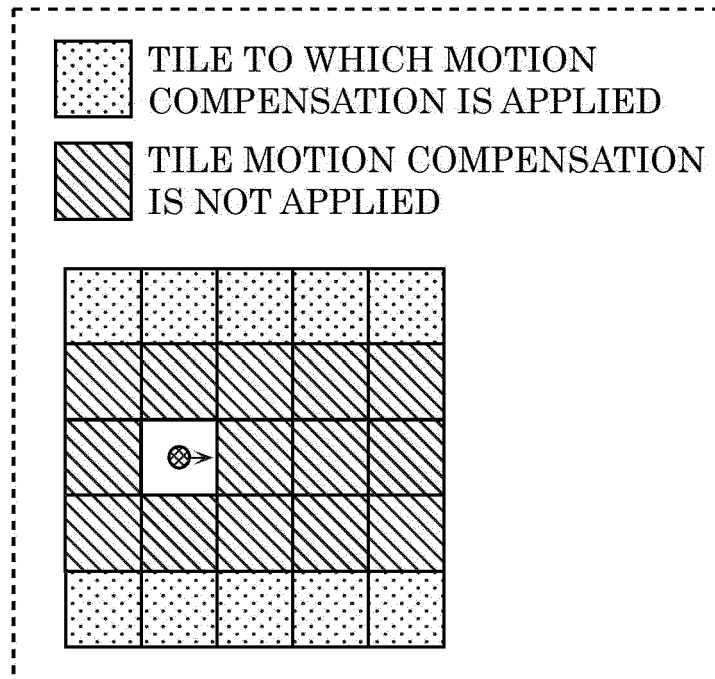 TILE TO WHICH MOTION
COMPENSATION IS APPLIED
TILE MOTION COMPENSATION
IS NOT APPLIED